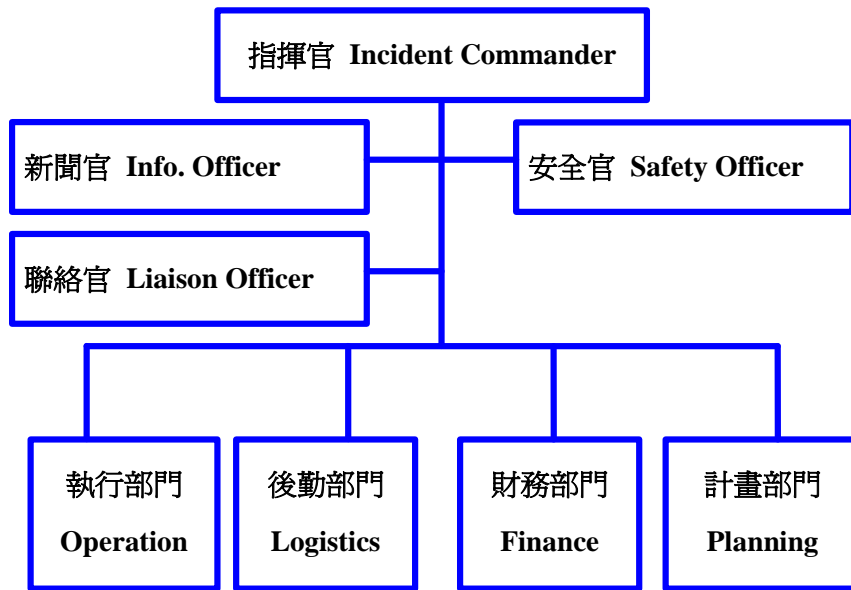 指揮官 Incident Commander
新聞官 Info. Officer
安全官 Safety Officer
聯絡官 Liaison Officer
執行部門
Operation
後勤部門
Logistics
財務部門
Finance
計畫部門
Planning